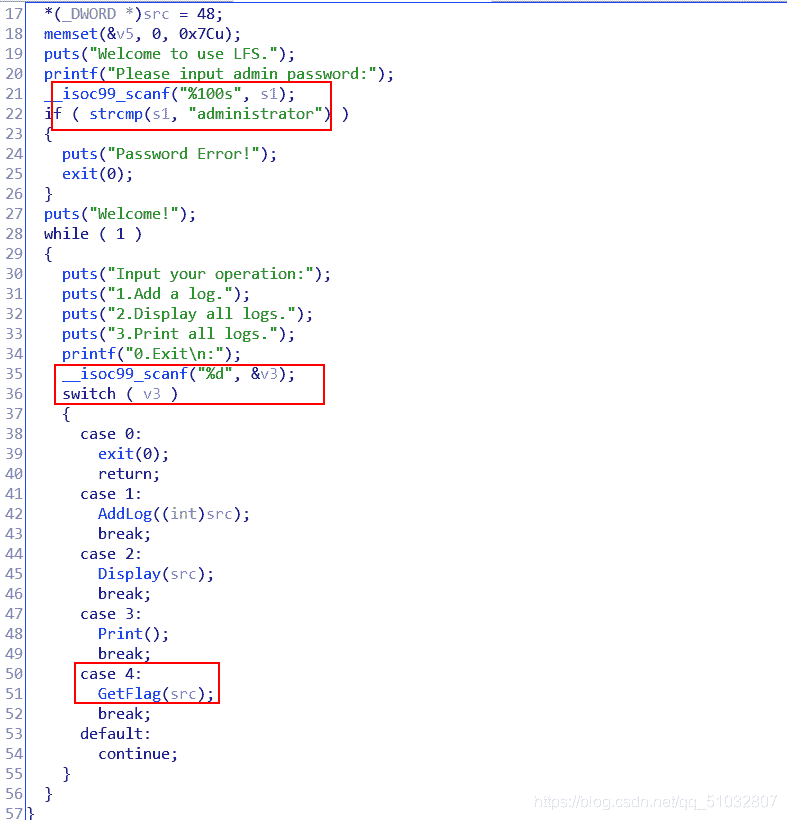 17 *(_DWORD *)src = 48;
18 memset(&v5, 0, 0x7Cu);
19 puts("Welcome to use LFS.");
20 printf("Please input admin password:");
21 __isoc99_scanf("%100s", s1);
22 if ( strcmp(s1, "administrator") )
23 {
24 puts("Password Error!");
25 exit(0);
26 }
27 puts("Welcome!");
28 while ( 1 )
29 {
30 puts("Input your operation:");
31 puts("1.Add a log.");
32 puts("2.Display all logs.");
33 puts("3.Print all logs.");
34 printf("0.Exit\n:");
35 __isoc99_scanf("%d", &v3);
36 switch ( v3 )
37 {
38 case 0:
39 exit(0);
40 return;
41 case 1:
42 AddLog((int)src);
43 break;
44 case 2:
45 Display(src);
46 break;
47 case 3:
48 Print();
49 break;
50 case 4:
51 GetFlag(src);
52 break;
53 default:
54 continue;
55 }
56 }
57 }
https://blog.csdn.net/qq_51032807